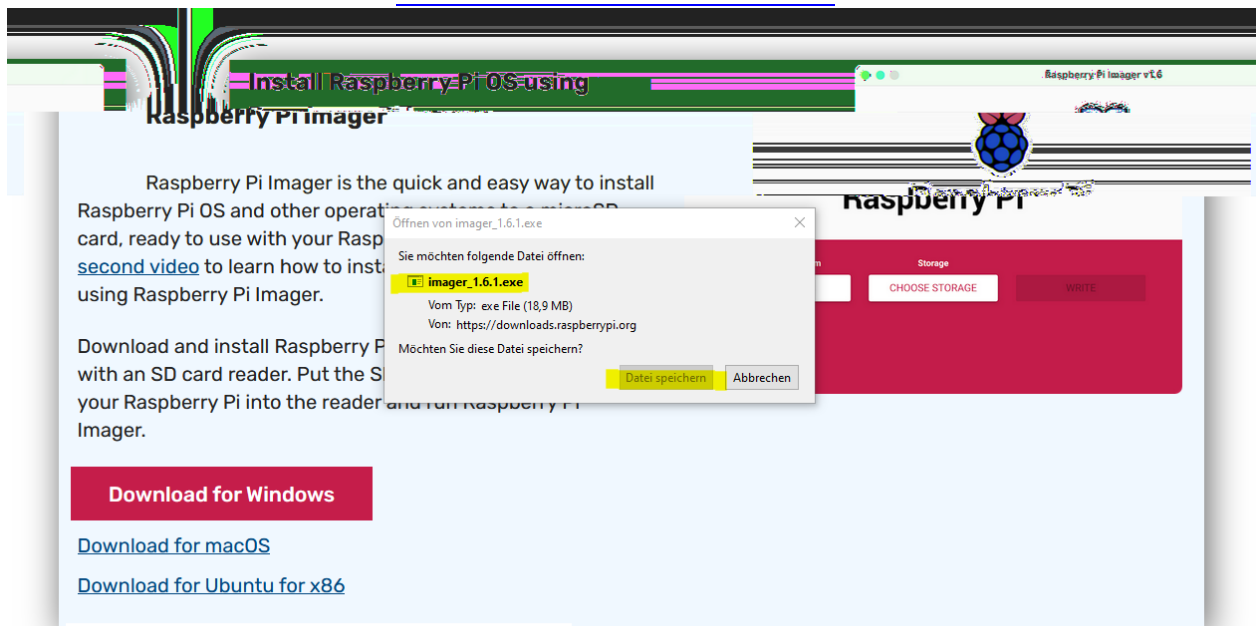 Install Raspberry Pi OS using
Raspberry Pi Imager
Raspberry Pi Imager v1.6
Raspberry Pi Imager is the quick and easy way to install
Raspberry Pi OS and other operating systems to a microSD
card, ready to use with your Rasp
second video to learn how to insta
using Raspberry Pi Imager.
Download and install Raspberry P
with an SD card reader. Put the S
your Raspberry Pi into the reader and run Raspberry Pi
Imager.
Download for Windows
Download for macOS
Download for Ubuntu for x86
Öffnen von imager_1.6.1.exe
Sie möchten folgende Datei öffnen:
imager_1.6.1.exe
Vom Typ: exe File (18,9 MB)
Von: https://downloads.raspberrypi.org
Möchten Sie diese Datei speichern?
Datei speichern Abbrechen
Raspberry Pi
Storage
CHOOSE STORAGE
WRITE